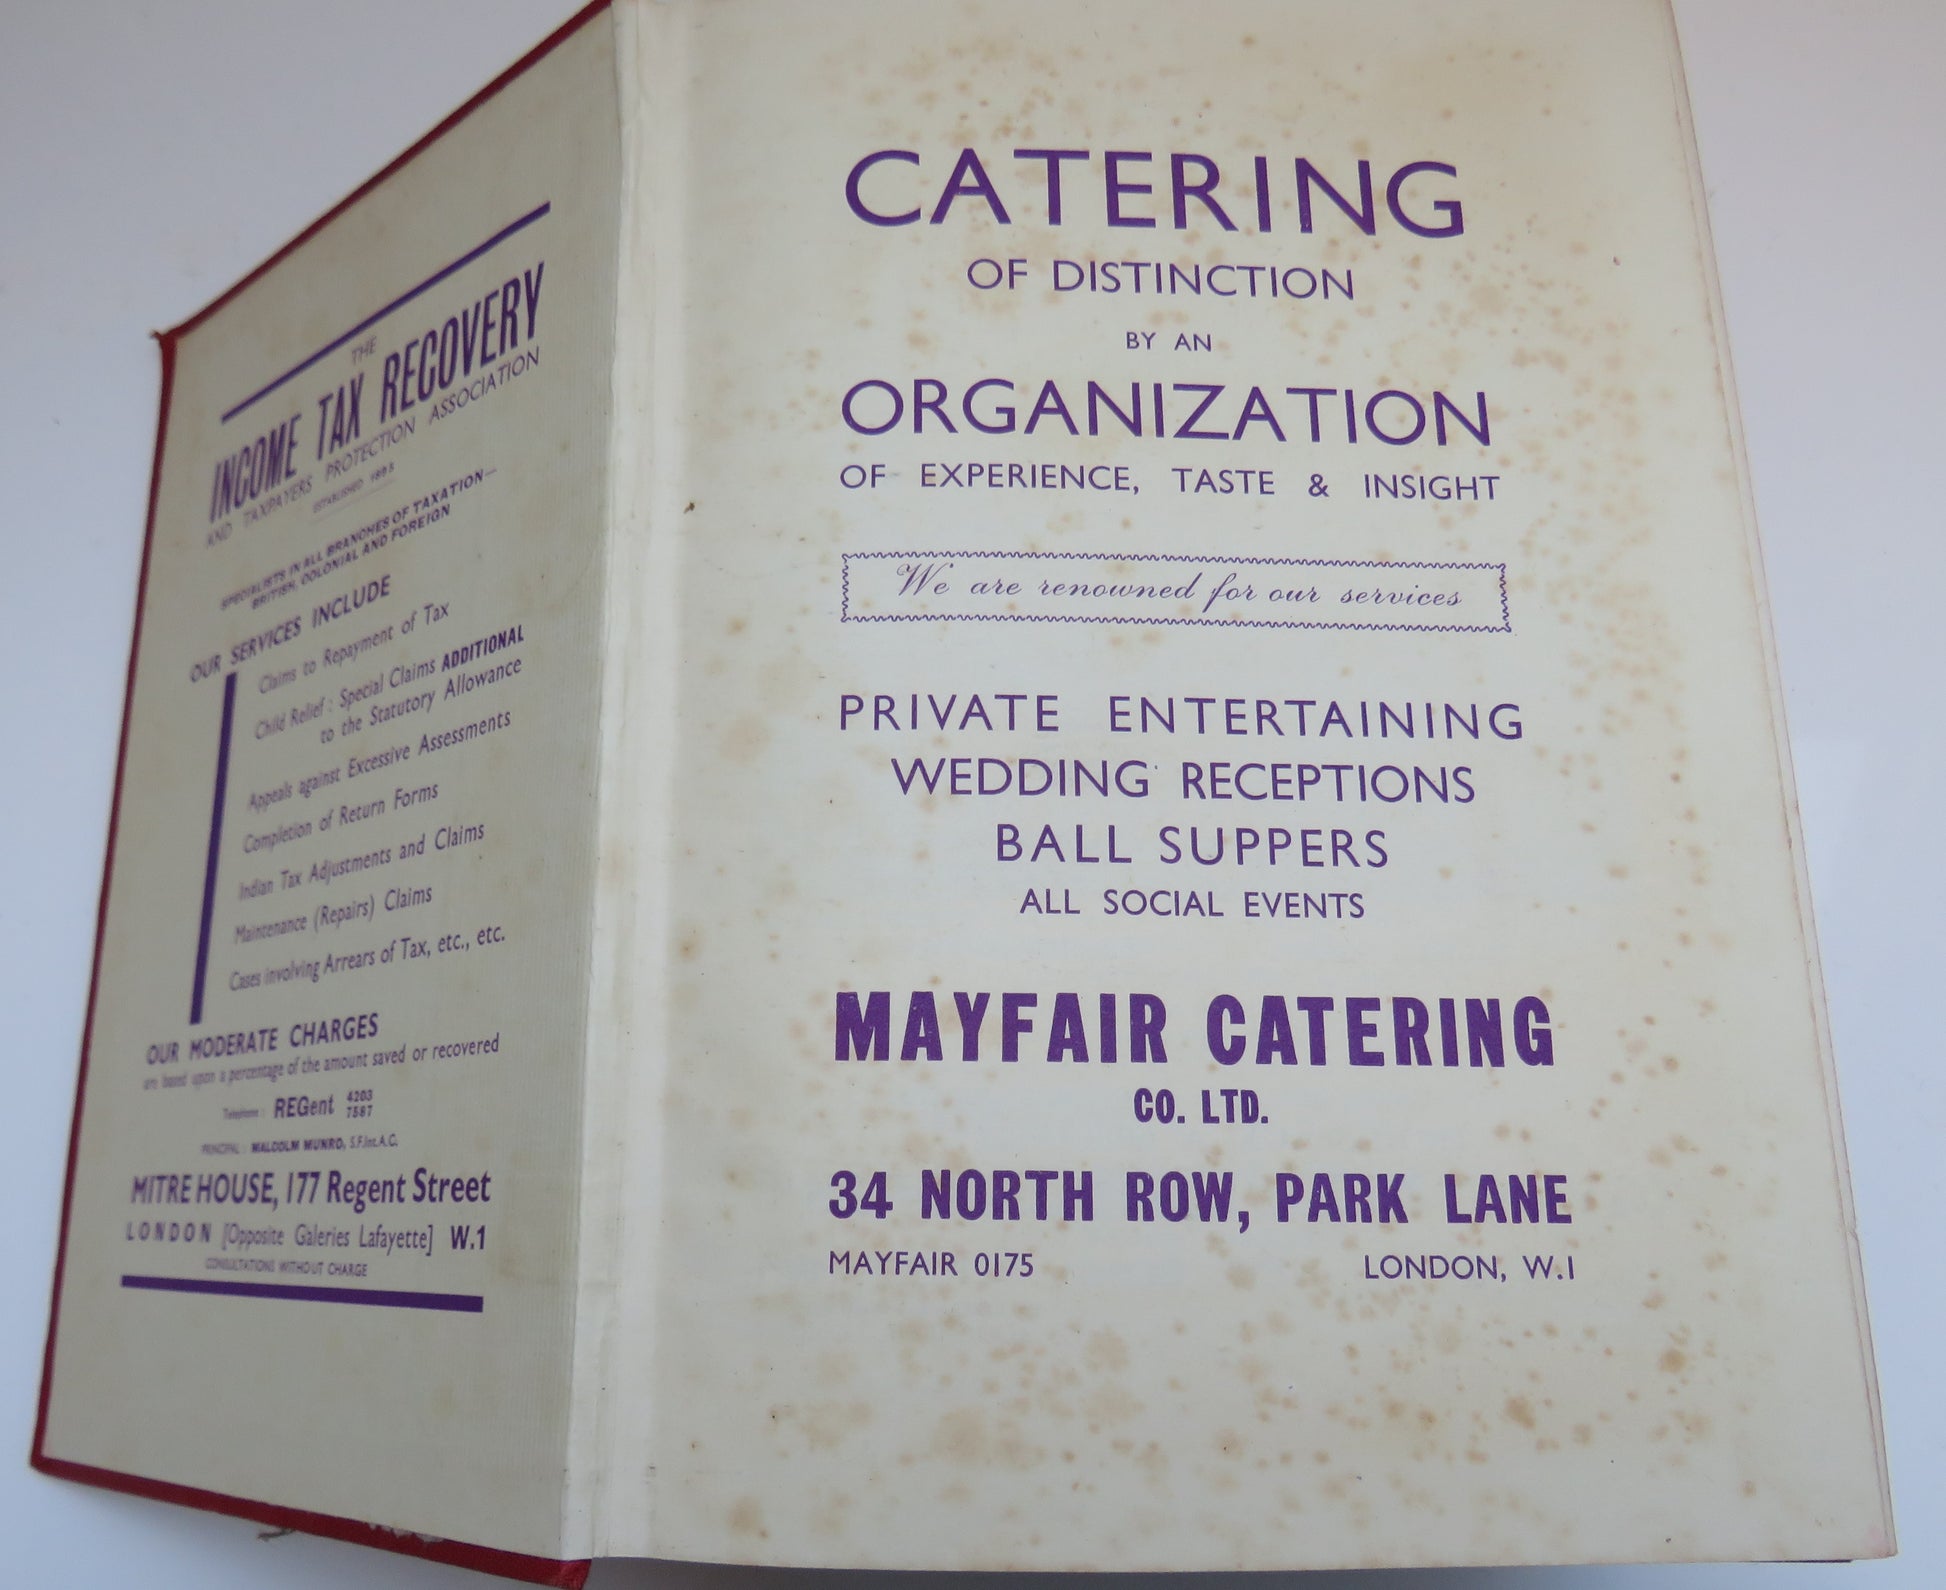 THE
INCOME TAX RECOVERY
AND TAXPAYERS PROTECTION ASSOCIATION
ESTABLISHED
SPECIALISTS IN ALL BRANCHES OF TAXATION—
BRITISH, COLONIAL AND FOREIGN
OUR SERVICES INCLUDE
Claims to Repayment of Tax
Child Relief: Special Claims ADDITIONAL
to the Statutory Allowance
Appeals against Excessive Assessments
Completion of Return Forms
Indian Tax Adjustments and Claims
Maintenance (Repairs) Claims
Cases involving Arrears of Tax, etc., etc.
OUR MODERATE CHARGES
are based upon a percentage of the amount saved or recovered
Telephone: REGent 4203
7587
PRINCIPAL: MALCOLM MUNRO, S.F.Int.A.C.
MITRE HOUSE, 177 Regent Street
LONDON [Opposite Galeries Lafayette] W.1
CONSULTATIONS WITHOUT CHARGE
CATERING
OF DISTINCTION
BY AN
ORGANIZATION
OF EXPERIENCE, TASTE & INSIGHT
We are renowned for our services
PRIVATE ENTERTAINING
WEDDING RECEPTIONS
BALL SUPPERS
ALL SOCIAL EVENTS
MAYFAIR CATERING
CO. LTD.
34 NORTH ROW, PARK LANE
MAYFAIR 0175 LONDON, W.1